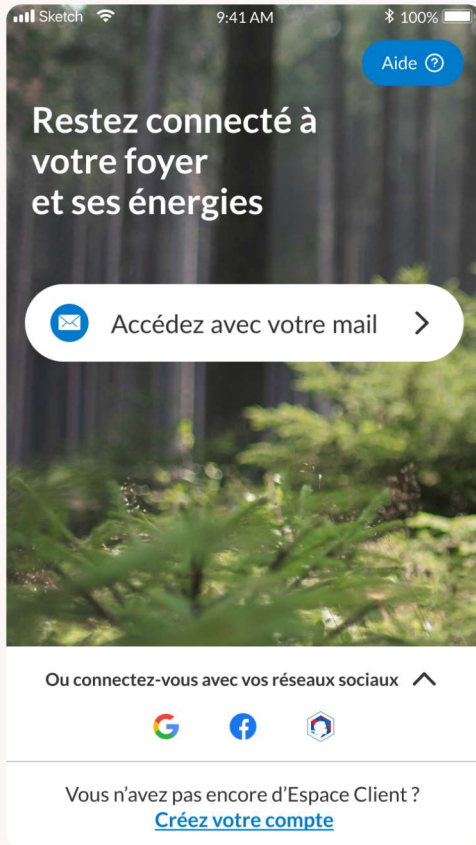 Sketch 9:41 AM 100%
Aide ?
Restez connecté à
votre foyer
et ses énergies
Accédez avec votre mail
Ou connectez-vous avec vos réseaux sociaux
Vous n’avez pas encore d’Espace Client ?
Créez votre compte